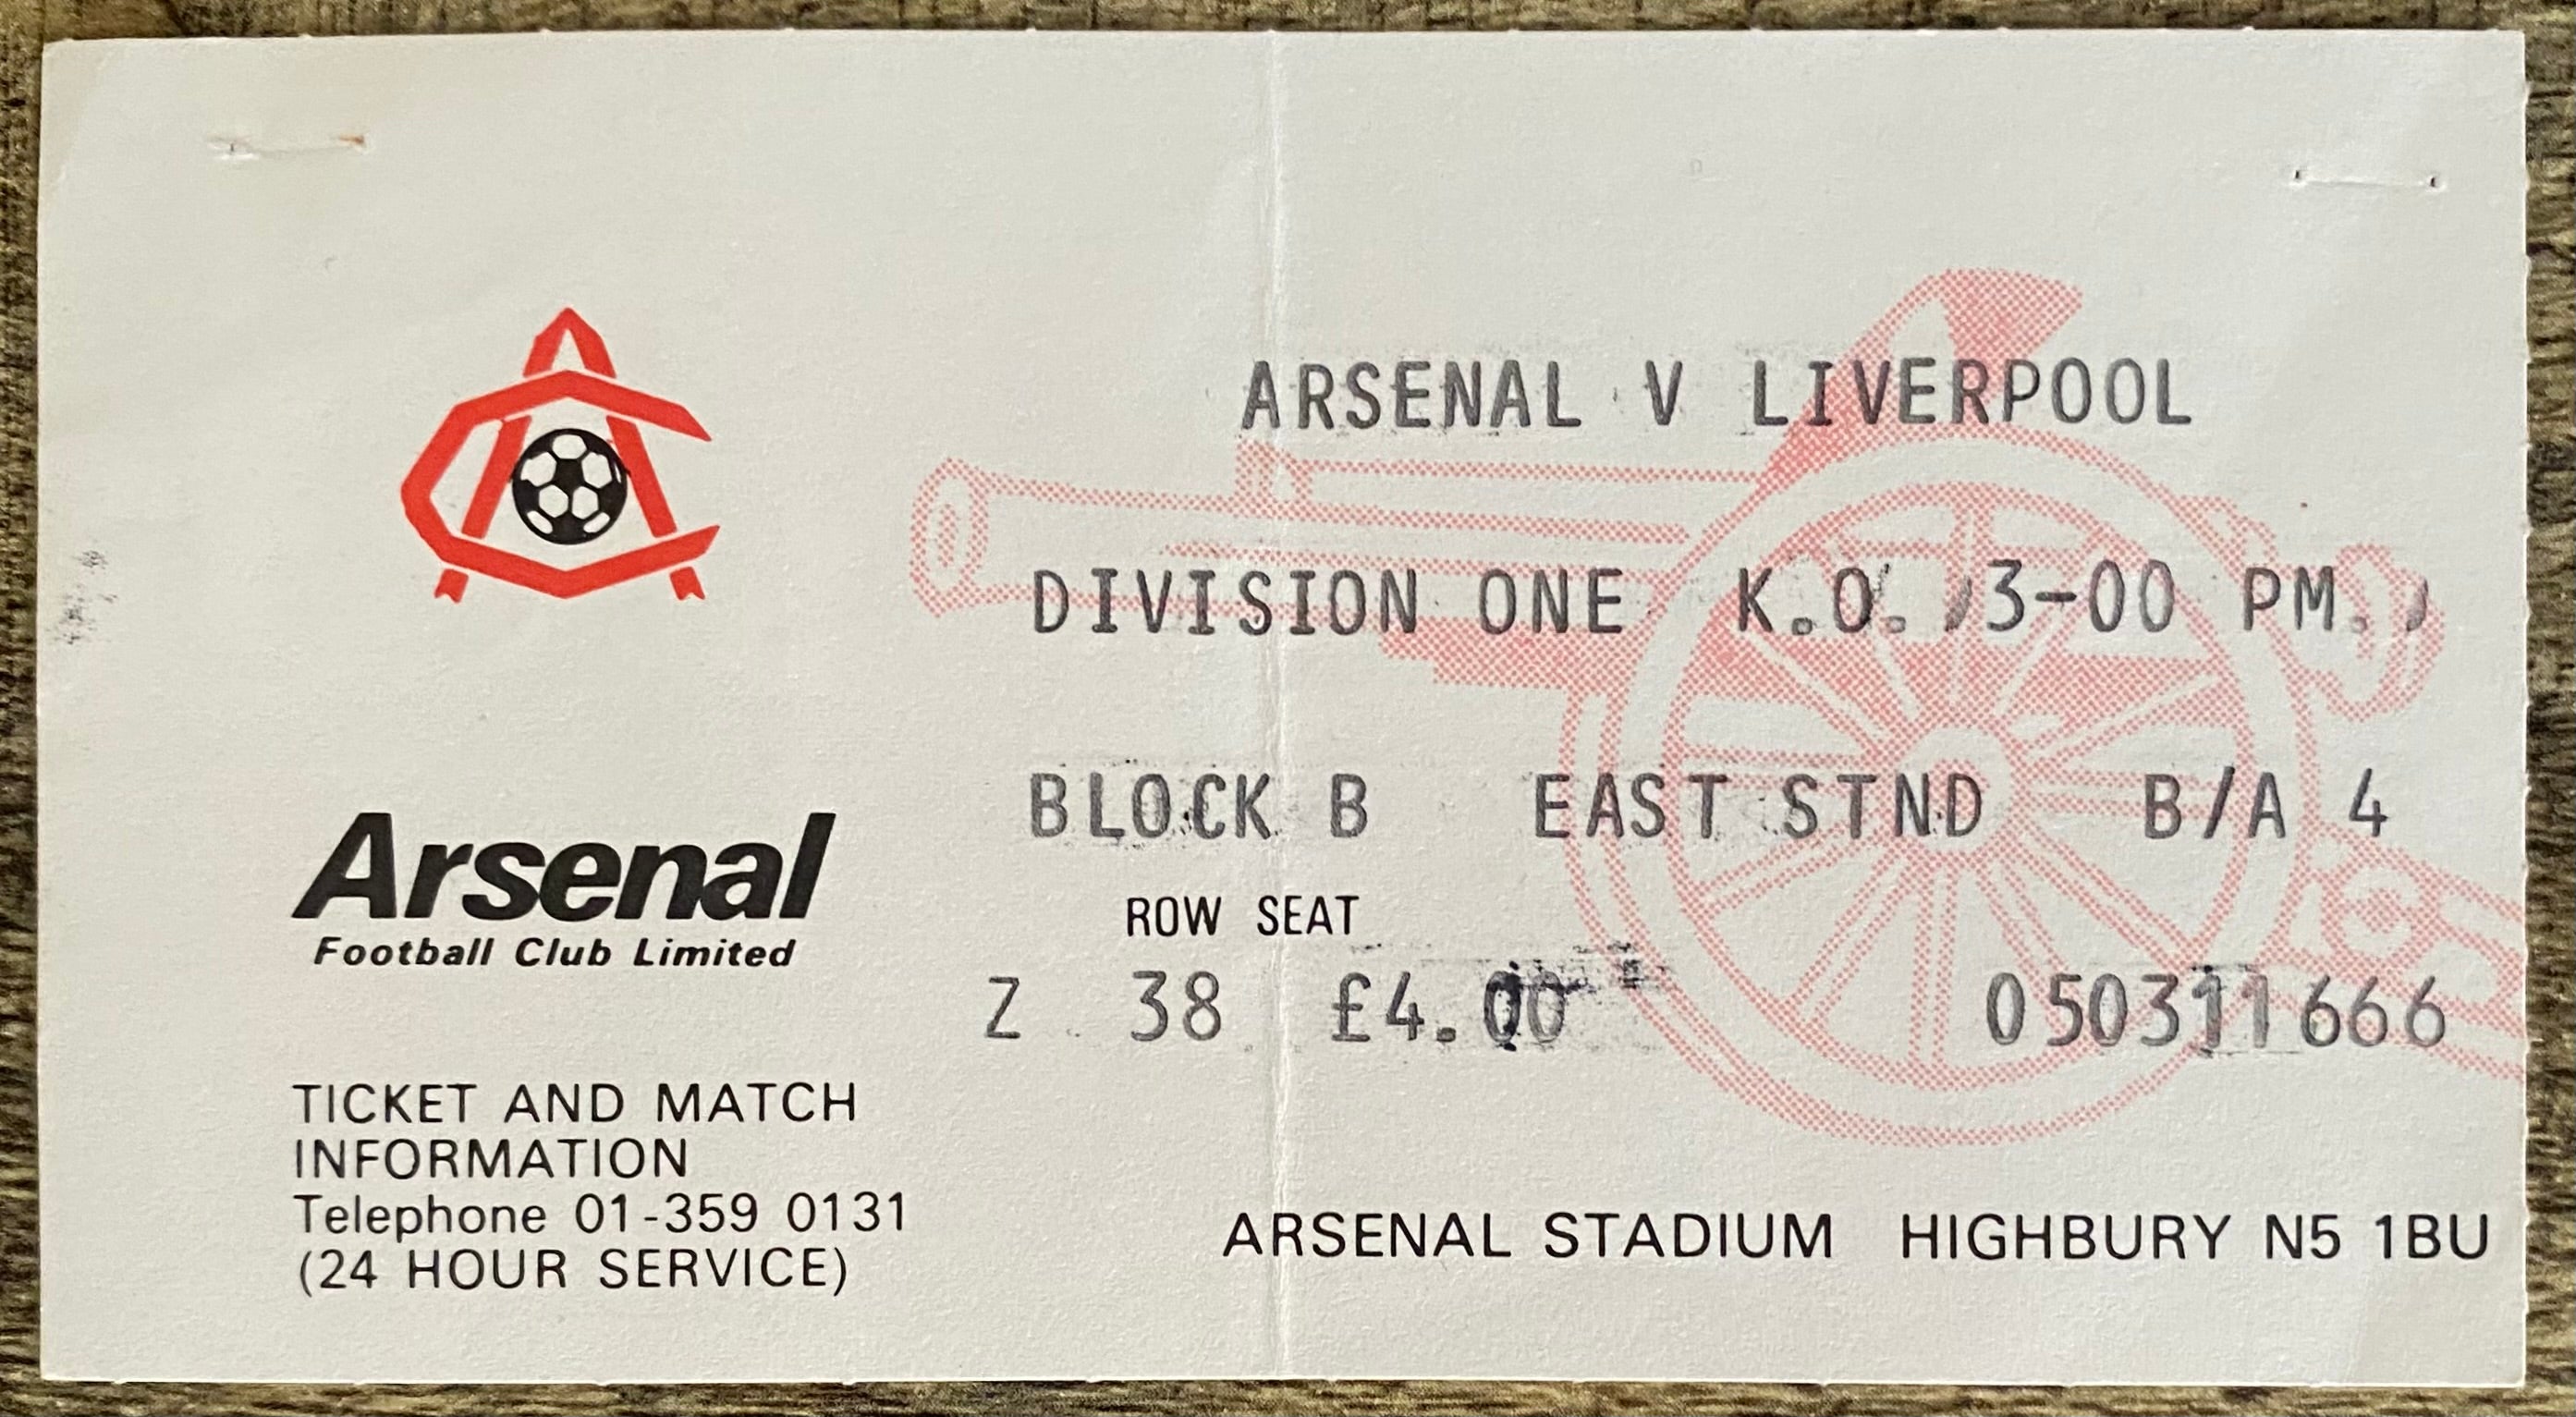 ARSENAL V LIVERPOOL
DIVISION ONE K.O. 3-00 PM.
BLOCK B EAST STND B/A 4
ROW SEAT
Z 38 £4.00 050311666
Arsenal
Football Club Limited
TICKET AND MATCH
INFORMATION
Telephone 01-359 0131
(24 HOUR SERVICE)
ARSENAL STADIUM HIGHBURY N5 1BU